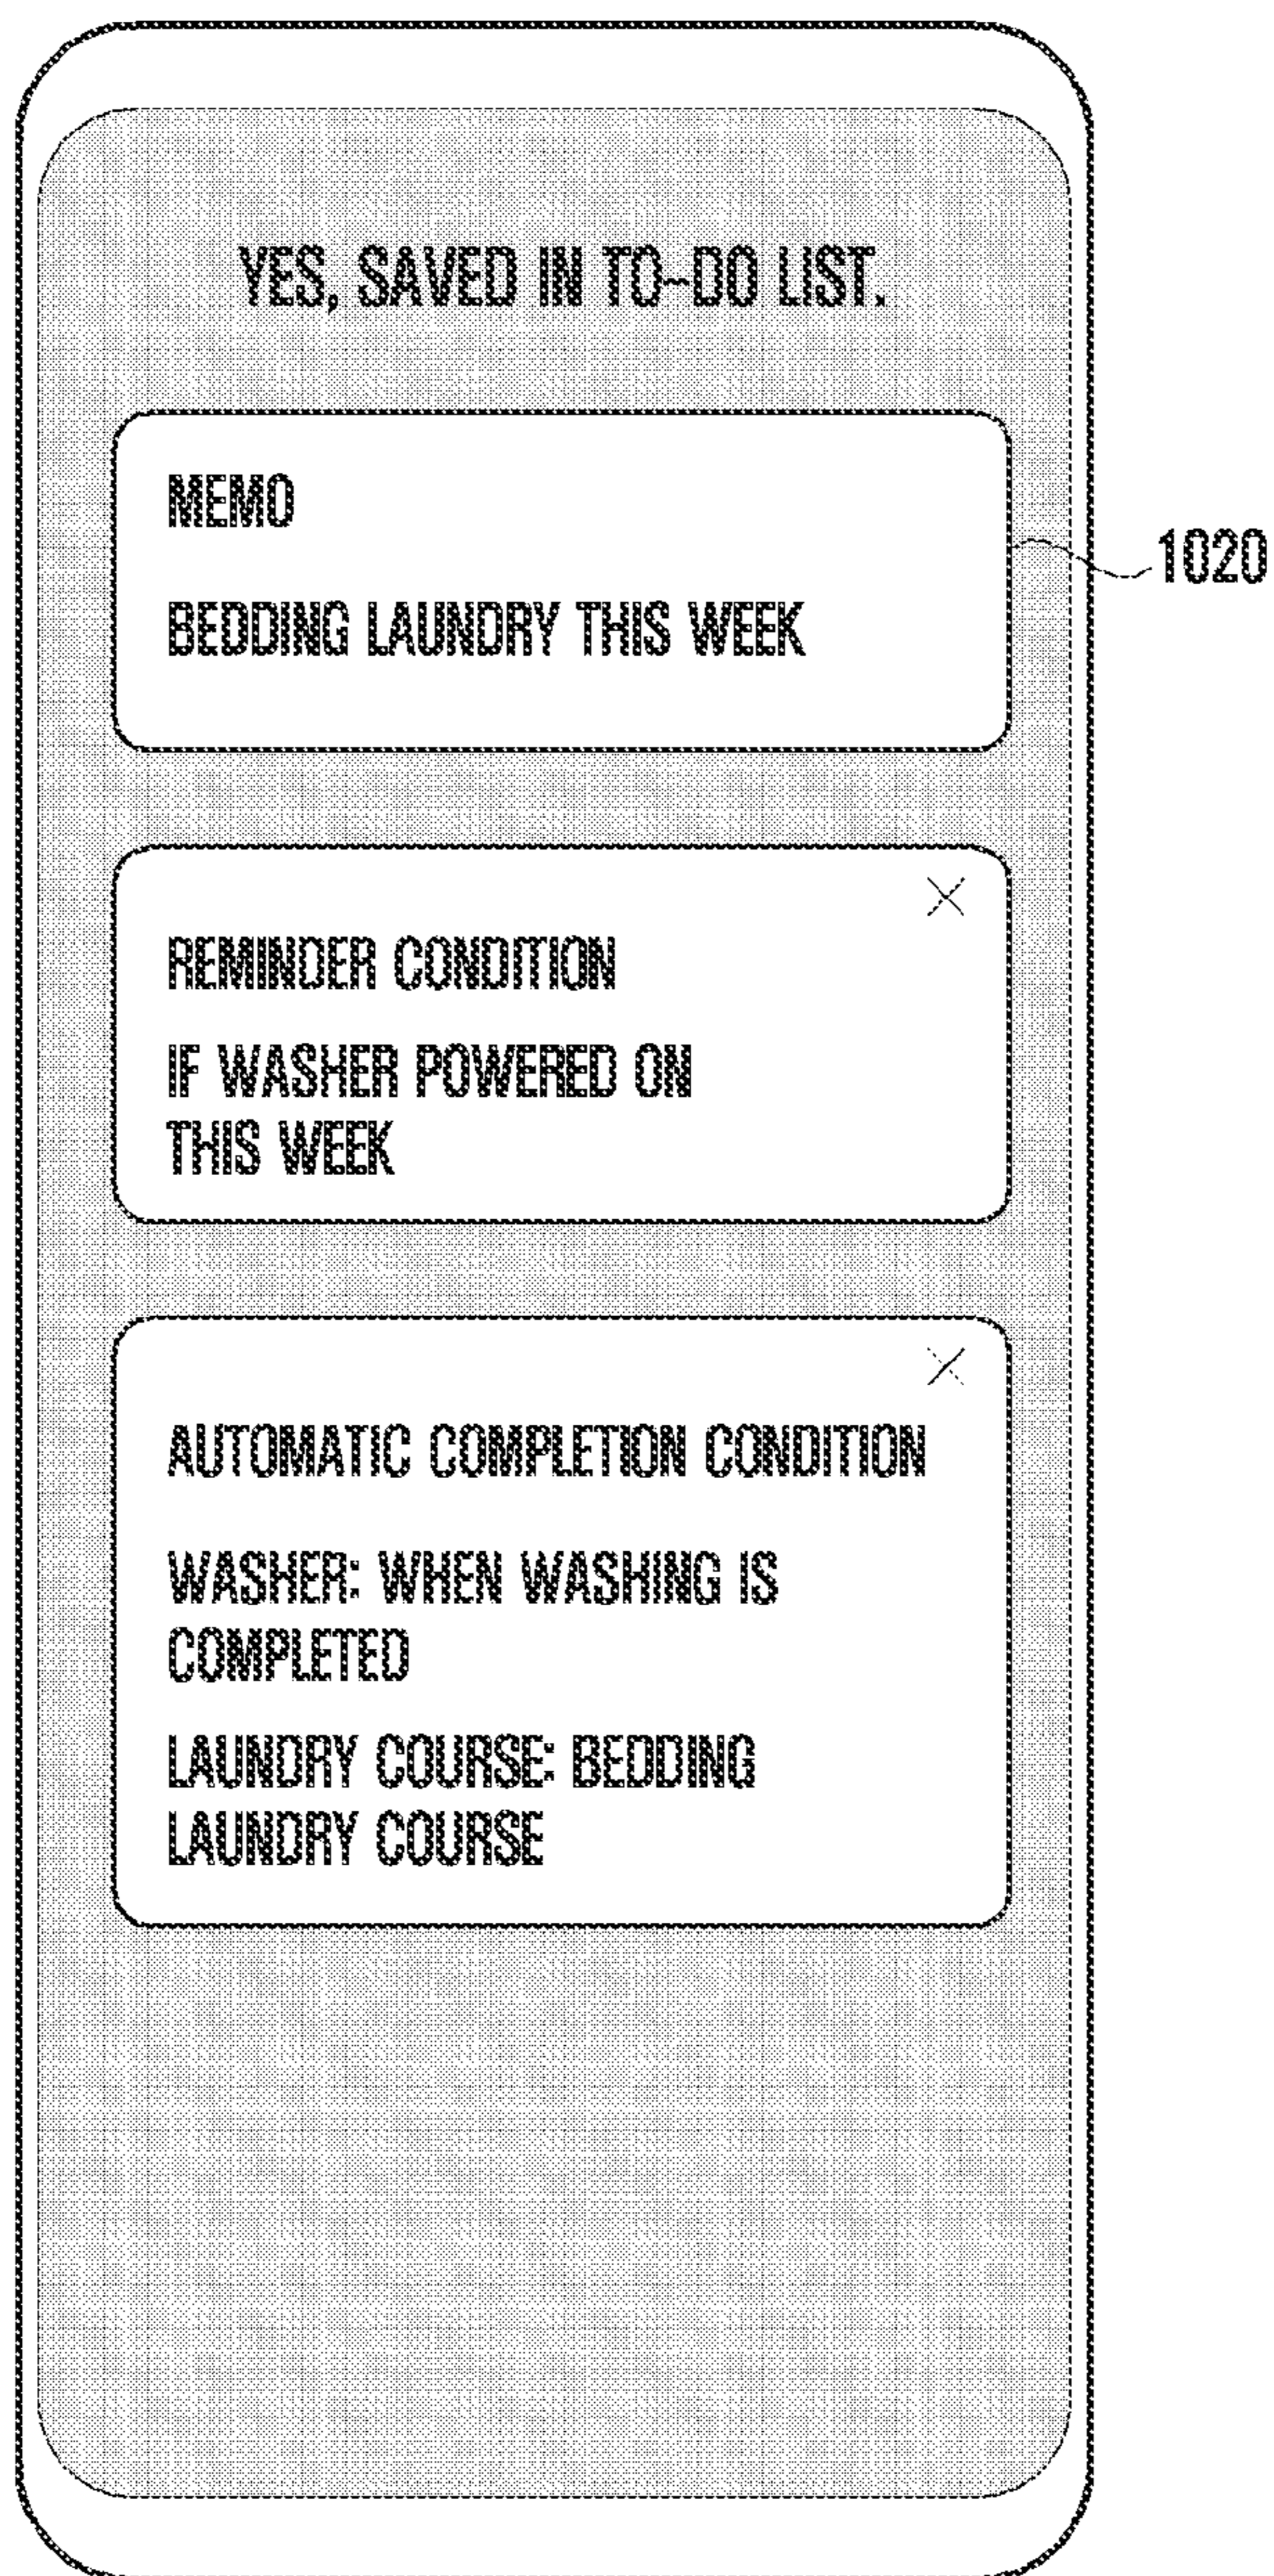 YES, SAVED IN TO-DO LIST.
MEMO
BEDDING LAUNDRY THIS WEEK
1020
REMINDER CONDITION
IF WASHER POWERED ON
THIS WEEK
AUTOMATIC COMPLETION CONDITION
WASHER: WHEN WASHING IS
COMPLETED
LAUNDRY COURSE: BEDDING
LAUNDRY COURSE